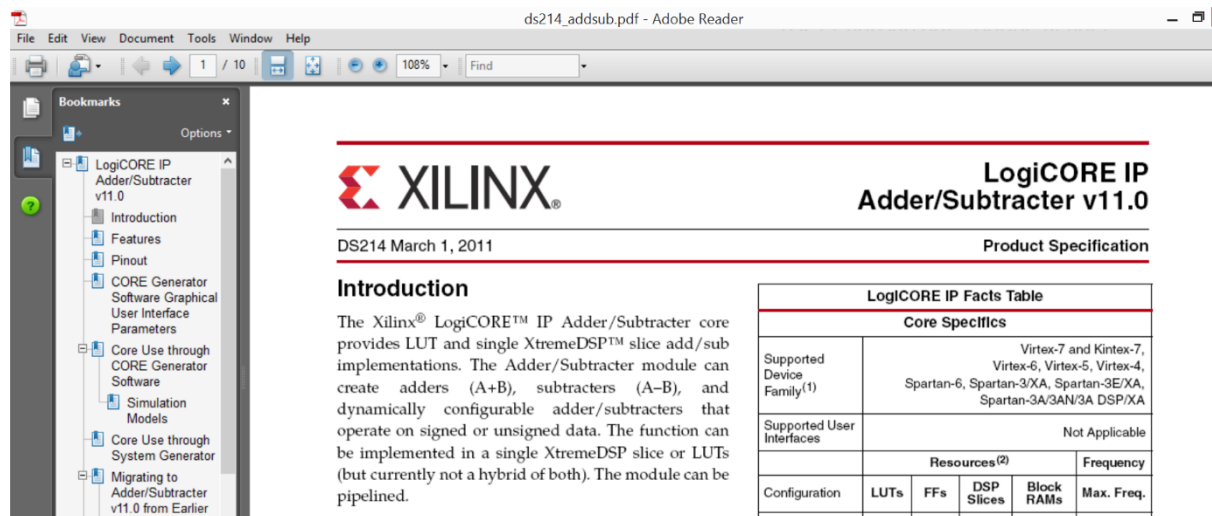 ds214_addsub.pdf - Adobe Reader
File Edit View Document Tools Window Help
1 / 10 108% Find
Bookmarks
Options
LogiCORE IP
Adder/Subtracter
v11.0
Introduction
Features
Pinout
CORE Generator
Software Graphical
User Interface
Parameters
Core Use through
CORE Generator
Software
Simulation
Models
Core Use through
System Generator
Migrating to
Adder/Subtracter
v11.0 from Earlier
XILINX®
LogiCORE IP
Adder/Subtracter v11.0
DS214 March 1, 2011
Product Specification
Introduction
The Xilinx® LogiCORE™ IP Adder/Subtracter core
provides LUT and single XtremeDSP™ slice add/sub
implementations. The Adder/Subtracter module can
create adders (A+B), subtracters (A–B), and
dynamically configurable adder/subtracters that
operate on signed or unsigned data. The function can
be implemented in a single XtremeDSP slice or LUTs
(but currently not a hybrid of both). The module can be
pipelined.
LogiCORE IP Facts Table
Core Specifics
Supported
Device
Family(1)
Virtex-7 and Kintex-7,
Virtex-6, Virtex-5, Virtex-4,
Spartan-6, Spartan-3/XA, Spartan-3E/XA,
Spartan-3A/3AN/3A DSP/XA
Supported User
Interfaces
Not Applicable
Resources(2)
Frequency
Configuration
LUTs
FFs
DSP
Slices
Block
RAMs
Max. Freq.